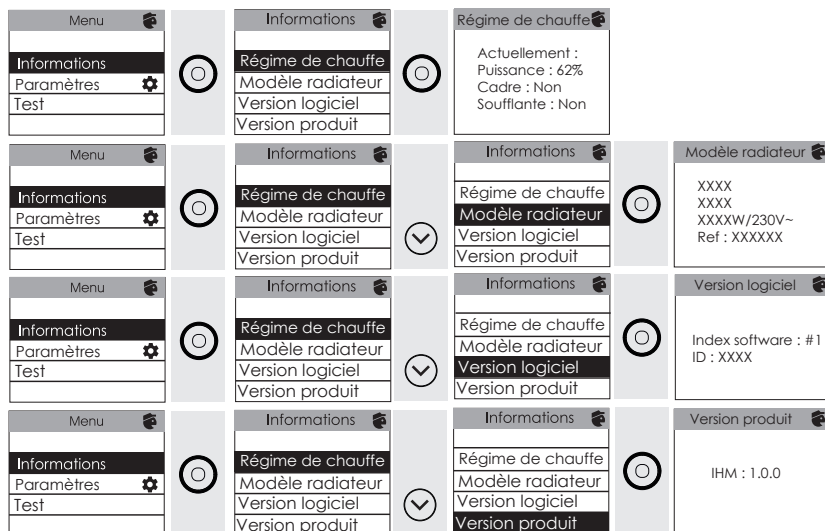 Menu
Informations
Paramètres
Test
Informations
Régime de chauffe
Modèle radiateur
Version logiciel
Version produit
Régime de chauffe
Actuellement :
Puissance : 62%
Cadre : Non
Soufflante : Non
Menu
Informations
Paramètres
Test
Informations
Régime de chauffe
Modèle radiateur
Version logiciel
Version produit
Informations
Régime de chauffe
Modèle radiateur
Version logiciel
Version produit
Modèle radiateur
XXXX
XXXX
XXXXW/230V~
Ref : XXXXXX
Menu
Informations
Paramètres
Test
Informations
Régime de chauffe
Modèle radiateur
Version logiciel
Version produit
Informations
Régime de chauffe
Modèle radiateur
Version logiciel
Version produit
Version logiciel
Index software : #1
ID : XXXX
Menu
Informations
Paramètres
Test
Informations
Régime de chauffe
Modèle radiateur
Version logiciel
Version produit
Informations
Régime de chauffe
Modèle radiateur
Version logiciel
Version produit
Version produit
IHM : 1.0.0